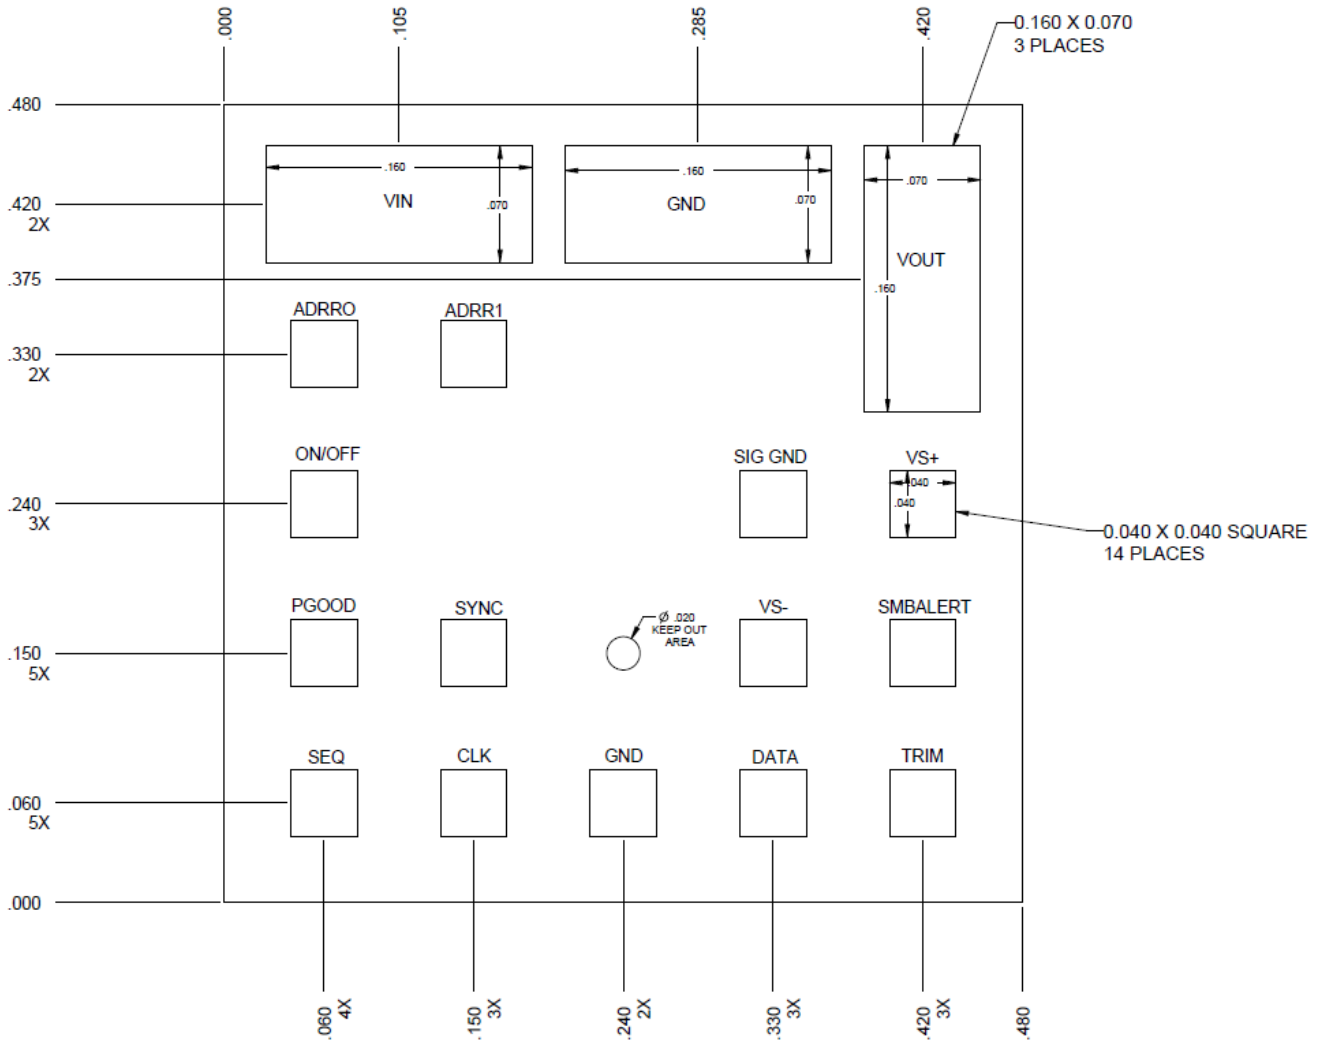 .000
.105
.285
.420
0.160 X 0.070
3 PLACES
.480
.160
.160
.070
VIN
.070
GND
.070
.420
2X
VOUT
.375
.160
ADRRO
ADRR1
.330
2X
ON/OFF
SIG GND
VS+
.040
.040
.240
3X
0.040 X 0.040 SQUARE
14 PLACES
PGOOD
SYNC
Ø .020
KEEP OUT
AREA
VS-
SMBALERT
.150
5X
SEQ
CLK
GND
DATA
TRIM
.060
5X
.000
.060 4X
.150 3X
.240 2X
.330 3X
.420 3X
.480